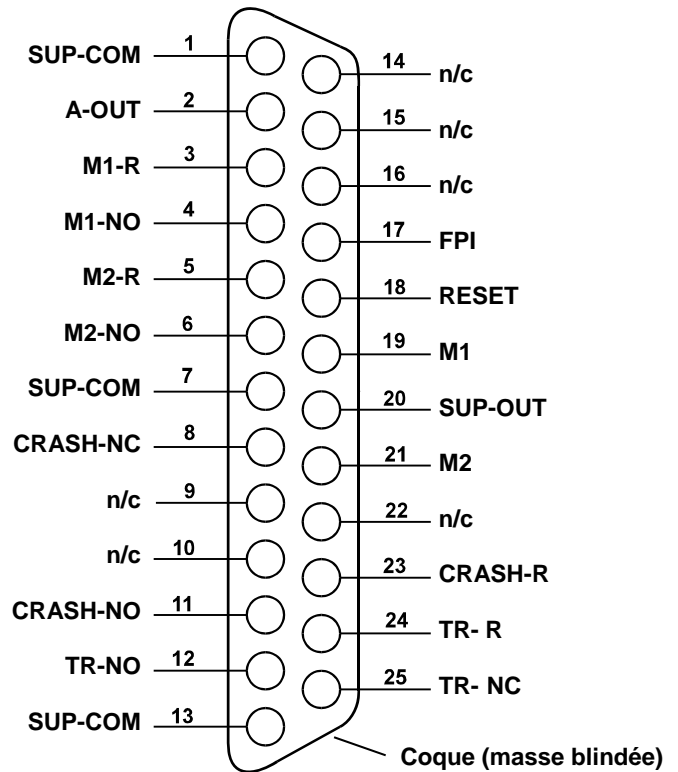 SUP-COM 1
A-OUT 2
M1-R 3
M1-NO 4
M2-R 5
M2-NO 6
SUP-COM 7
CRASH-NC 8
n/c 9
n/c 10
CRASH-NO 11
TR-NO 12
SUP-COM 13
14 n/c
15 n/c
16 n/c
17 FPI
18 RESET
19 M1
20 SUP-OUT
21 M2
22 n/c
23 CRASH-R
24 TR- R
25 TR- NC
Coque (masse blindée)